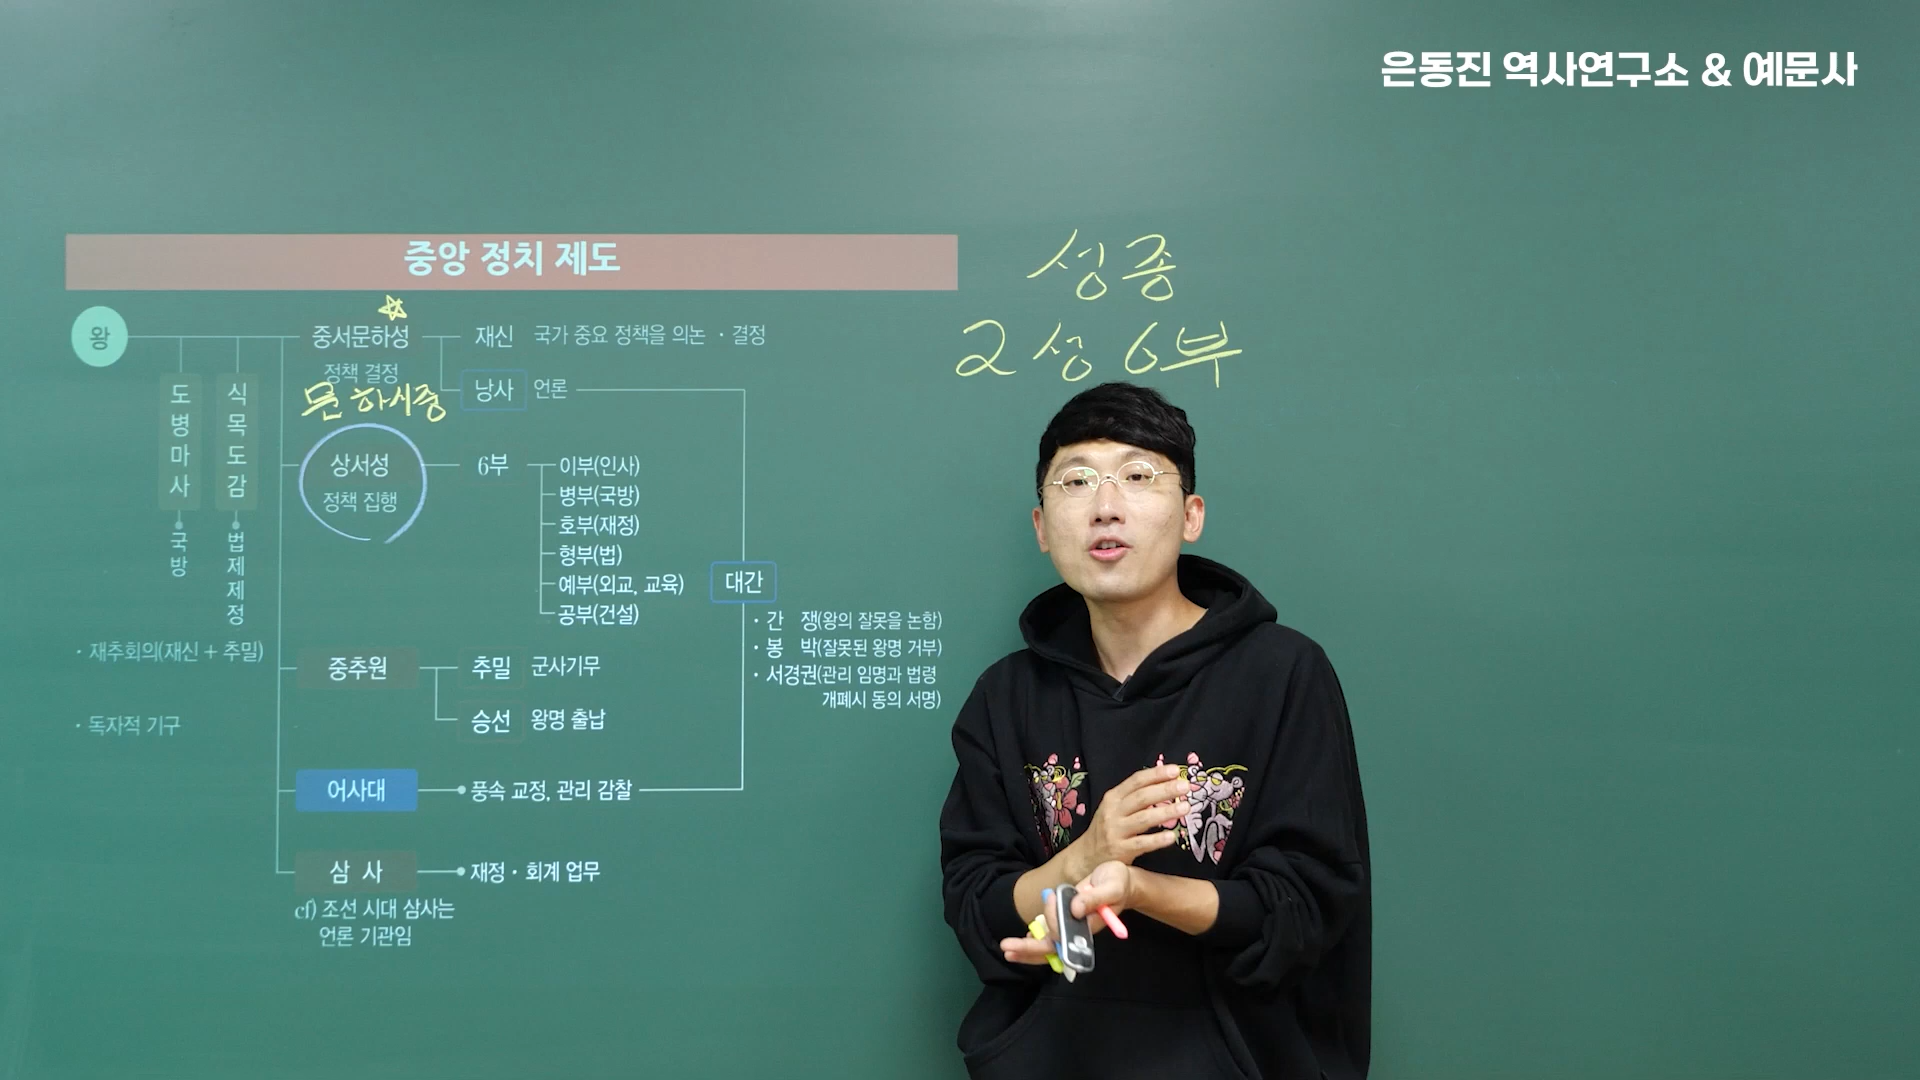 은동진 역사연구소 & 예문사
중앙 정치 제도
성종
2성 6부
왕
중서문하성
정책 결정
문하시중
재신 국가 중요 정책을 의논 · 결정
낭사 언론
도병마사
국방
식목도감
법제제정
상서성
정책 집행
6부
이부(인사)
병부(국방)
호부(재정)
형부(법)
예부(외교, 교육)
공부(건설)
대간
· 간 쟁(왕의 잘못을 논함)
· 봉 박(잘못된 왕명 거부)
· 서경권(관리 임명과 법령
개폐시 동의 서명)
· 재추회의(재신 + 추밀)
· 독자적 기구
중추원
추밀 군사기무
승선 왕명 출납
어사대
풍속 교정, 관리 감찰
삼 사
재정 · 회계 업무
cf) 조선 시대 삼사는
언론 기관임